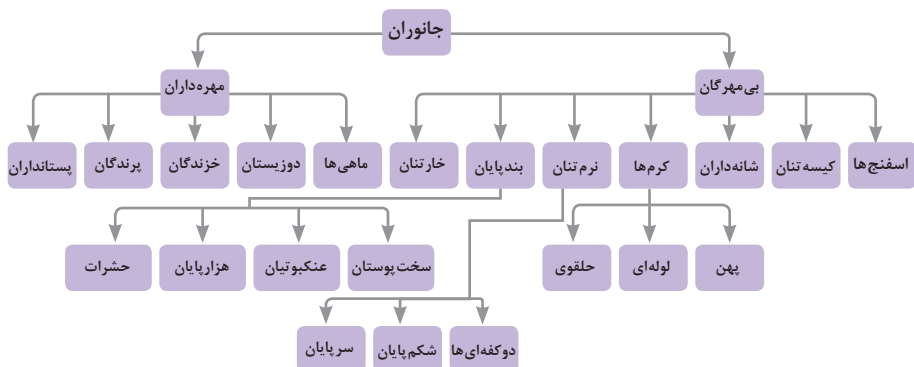 جانوران
بی‌مهرگان
مهره‌داران
اسفنج‌ها
کیسه‌تنان
شانه‌داران
کرم‌ها
نرم‌تنان
بندپایان
خارتنان
ماهی‌ها
دوزیستان
خزندگان
پرندگان
پستانداران
پهن
لوله‌ای
حلقوی
سخت‌پوستان
عنکبوتیان
هزارپایان
حشرات
دوکفه‌ای‌ها
شکم‌پایان
سرپایان